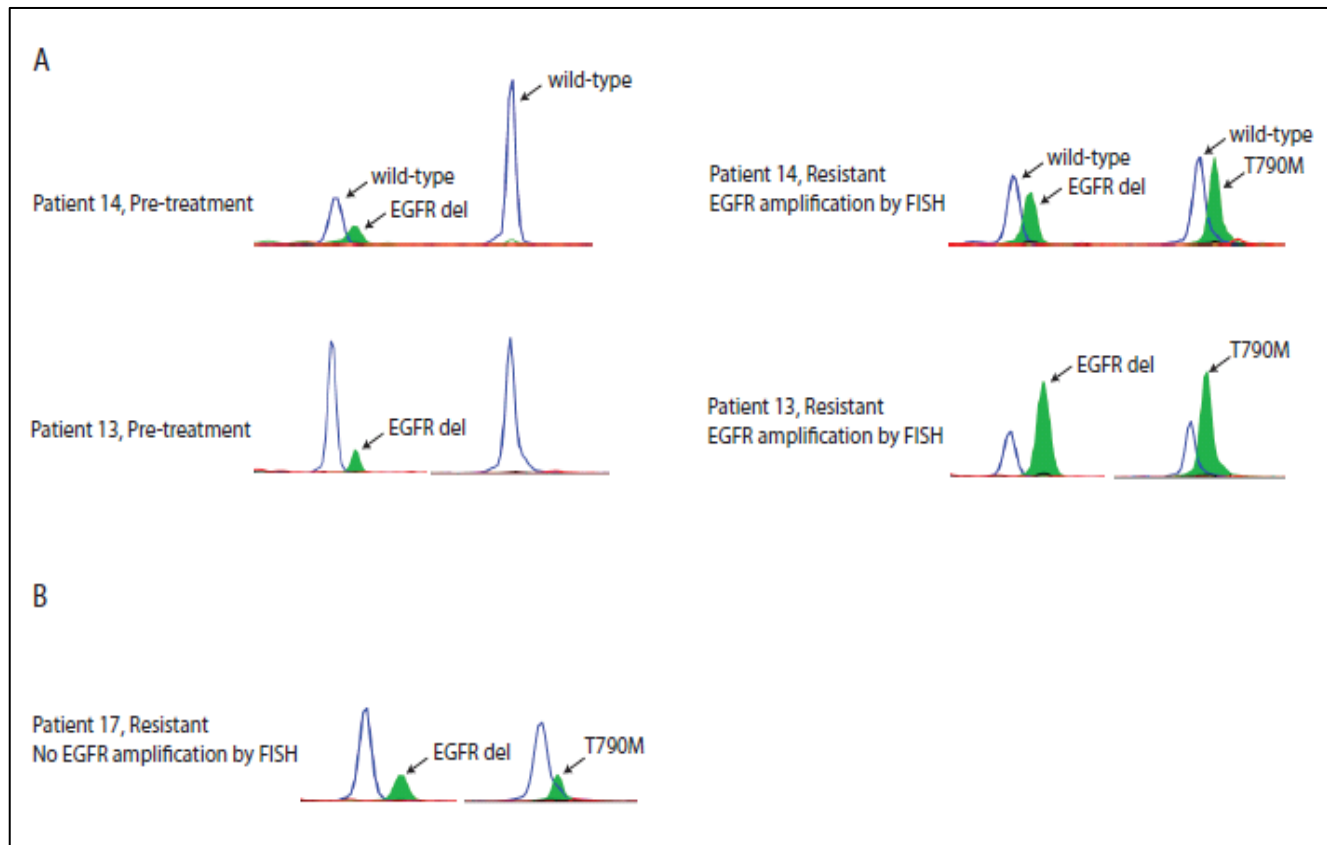 A
wild-type
wild-type
EGFR del
Patient 14, Pre-treatment
wild-type
wild-type
EGFR del
T790M
Patient 14, Resistant
EGFR amplification by FISH
EGFR del
Patient 13, Pre-treatment
EGFR del
T790M
Patient 13, Resistant
EGFR amplification by FISH
B
Patient 17, Resistant
No EGFR amplification by FISH
EGFR del
T790M